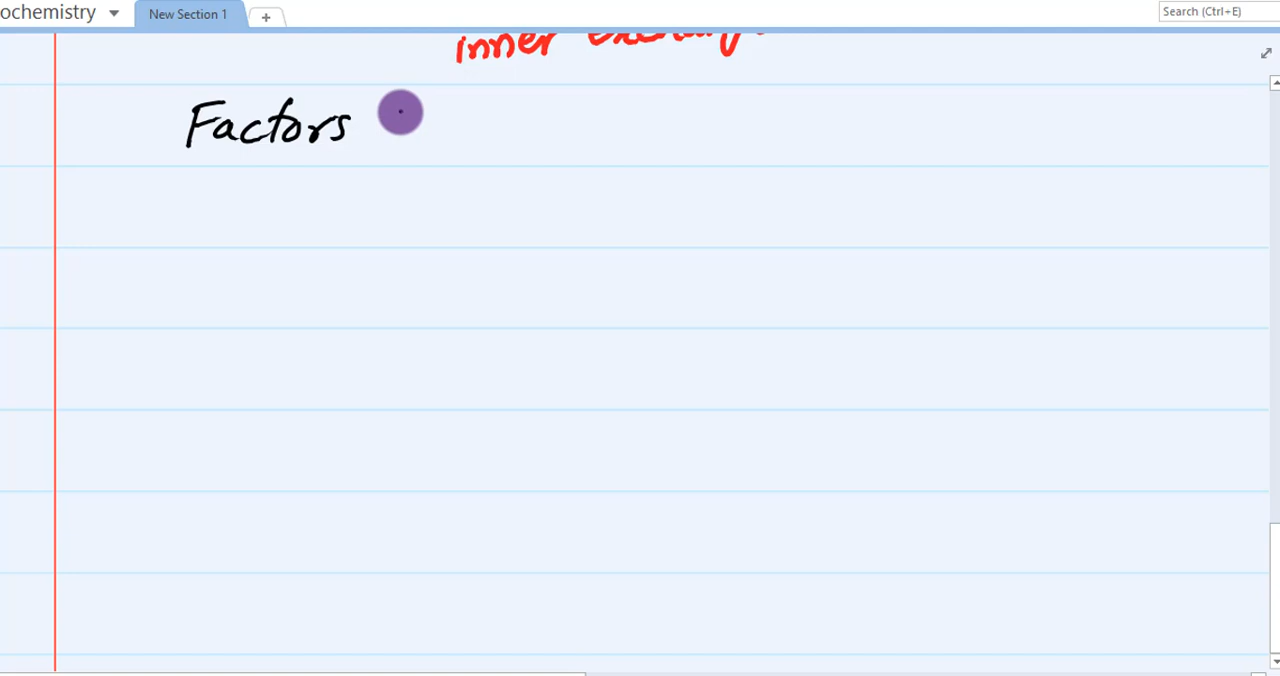 ochemistry
New Section 1
+
Search (Ctrl+E)
inner
Factors